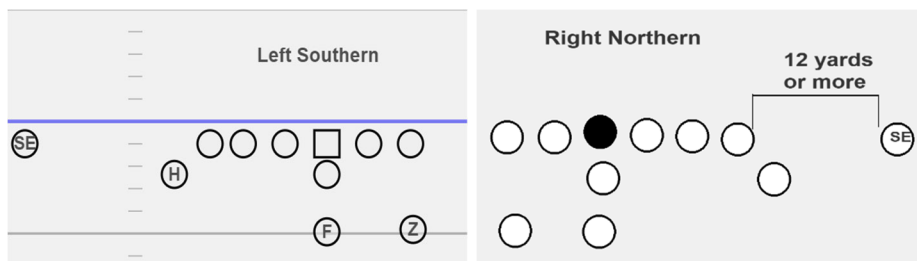 Left Southern
SE
H
F
Z
Right Northern
12 yards
or more
SE